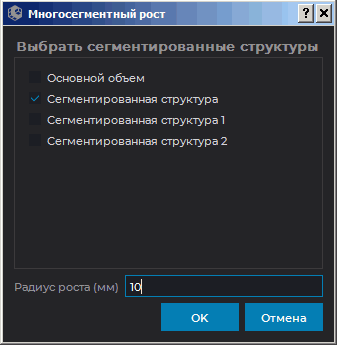 Многосегментный рост
Выбрать сегментированные структуры
Основной объем
Сегментированная структура
Сегментированная структура 1
Сегментированная структура 2
Радиус роста (мм) 10
OK Отмена